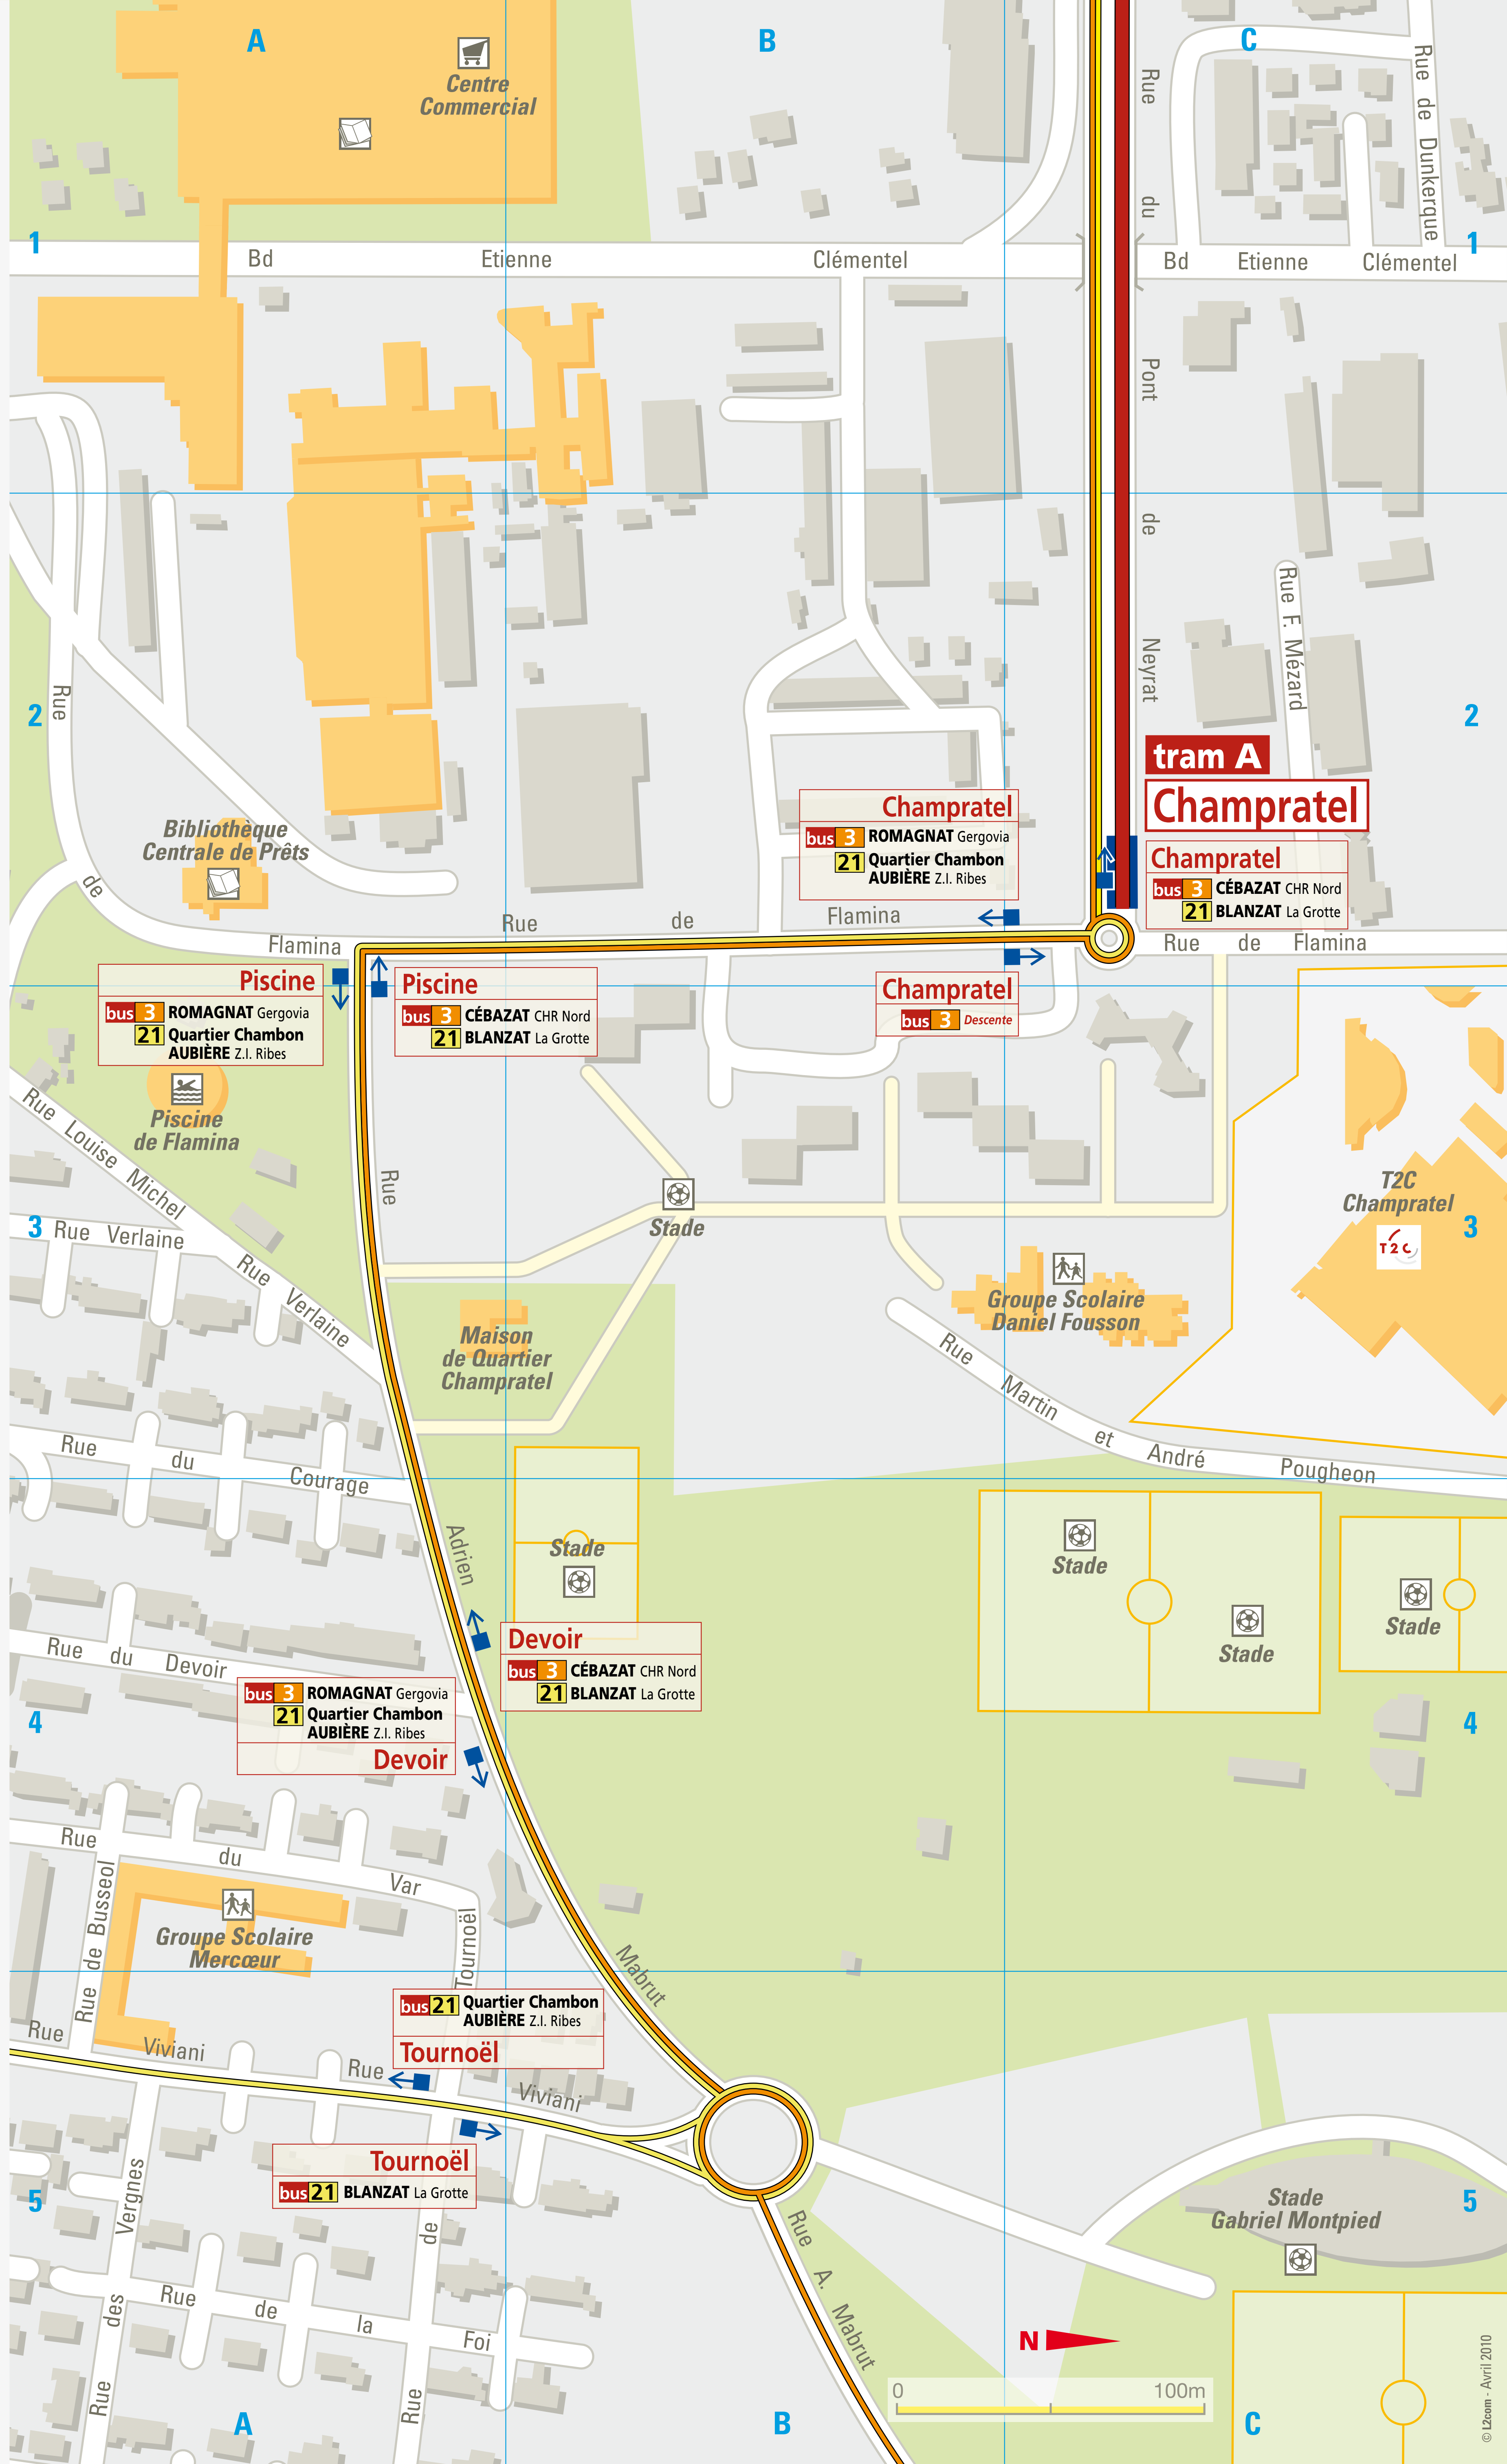 A
B
C
Centre
Commercial
Rue
du
Pont
de
Neyrat
Rue de Dunkerque
1
1
Bd
Etienne
Clémentel
Bd
Etienne
Clémentel
Rue F. Mézard
2
2
Rue
de
Flamina
Bibliothèque
Centrale de Prêts
tram A
Champratel
Champratel
bus 3 ROMAGNAT Gergovia
21 Quartier Chambon
AUBIÈRE Z.I. Ribes
Champratel
bus 3 CÉBAZAT CHR Nord
21 BLANZAT La Grotte
Rue
de
Flamina
Rue
de
Flamina
Piscine
bus 3 ROMAGNAT Gergovia
21 Quartier Chambon
AUBIÈRE Z.I. Ribes
Piscine
bus 3 CÉBAZAT CHR Nord
21 BLANZAT La Grotte
Champratel
bus 3 Descente
Piscine
de Flamina
Rue Louise Michel
Rue
Stade
T2C
Champratel
T2C
3
3
Rue Verlaine
Rue Verlaine
Groupe Scolaire
Daniel Fousson
Maison
de Quartier
Champratel
Rue Martin et André Pougheon
Rue du Courage
Adrien
Stade
Stade
Stade
Stade
Rue du Devoir
Devoir
bus 3 CÉBAZAT CHR Nord
21 BLANZAT La Grotte
bus 3 ROMAGNAT Gergovia
21 Quartier Chambon
AUBIÈRE Z.I. Ribes
Devoir
4
4
Rue du Var
Rue de Busseol
Groupe Scolaire
Mercœur
Tournoël
Mabrut
bus 21 Quartier Chambon
AUBIÈRE Z.I. Ribes
Tournoël
Rue
Viviani
Rue
Viviani
Tournoël
bus 21 BLANZAT La Grotte
5
5
Vergnes
des
Rue
de
Rue
Rue de la Foi
Rue A. Mabrut
Stade
Gabriel Montpied
N
0
100m
A
B
C
© L2com - Avril 2010